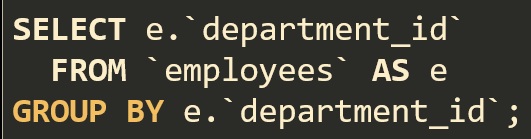 SELECT e.`department_id`
FROM `employees` AS e
GROUP BY e.`department_id`;